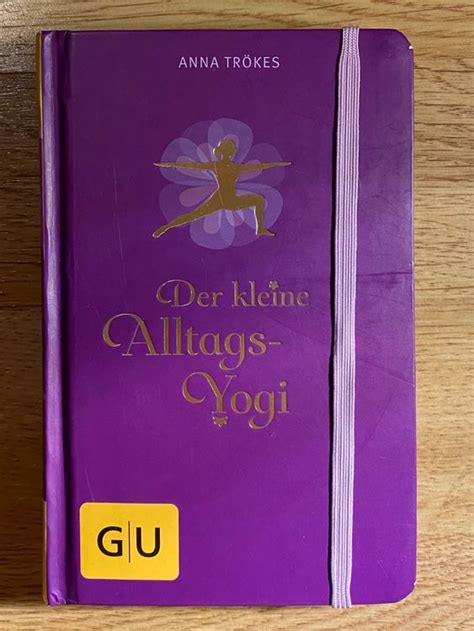 ANNA TRÖKES
Der kleine
Alltags-
Yogi
G|U